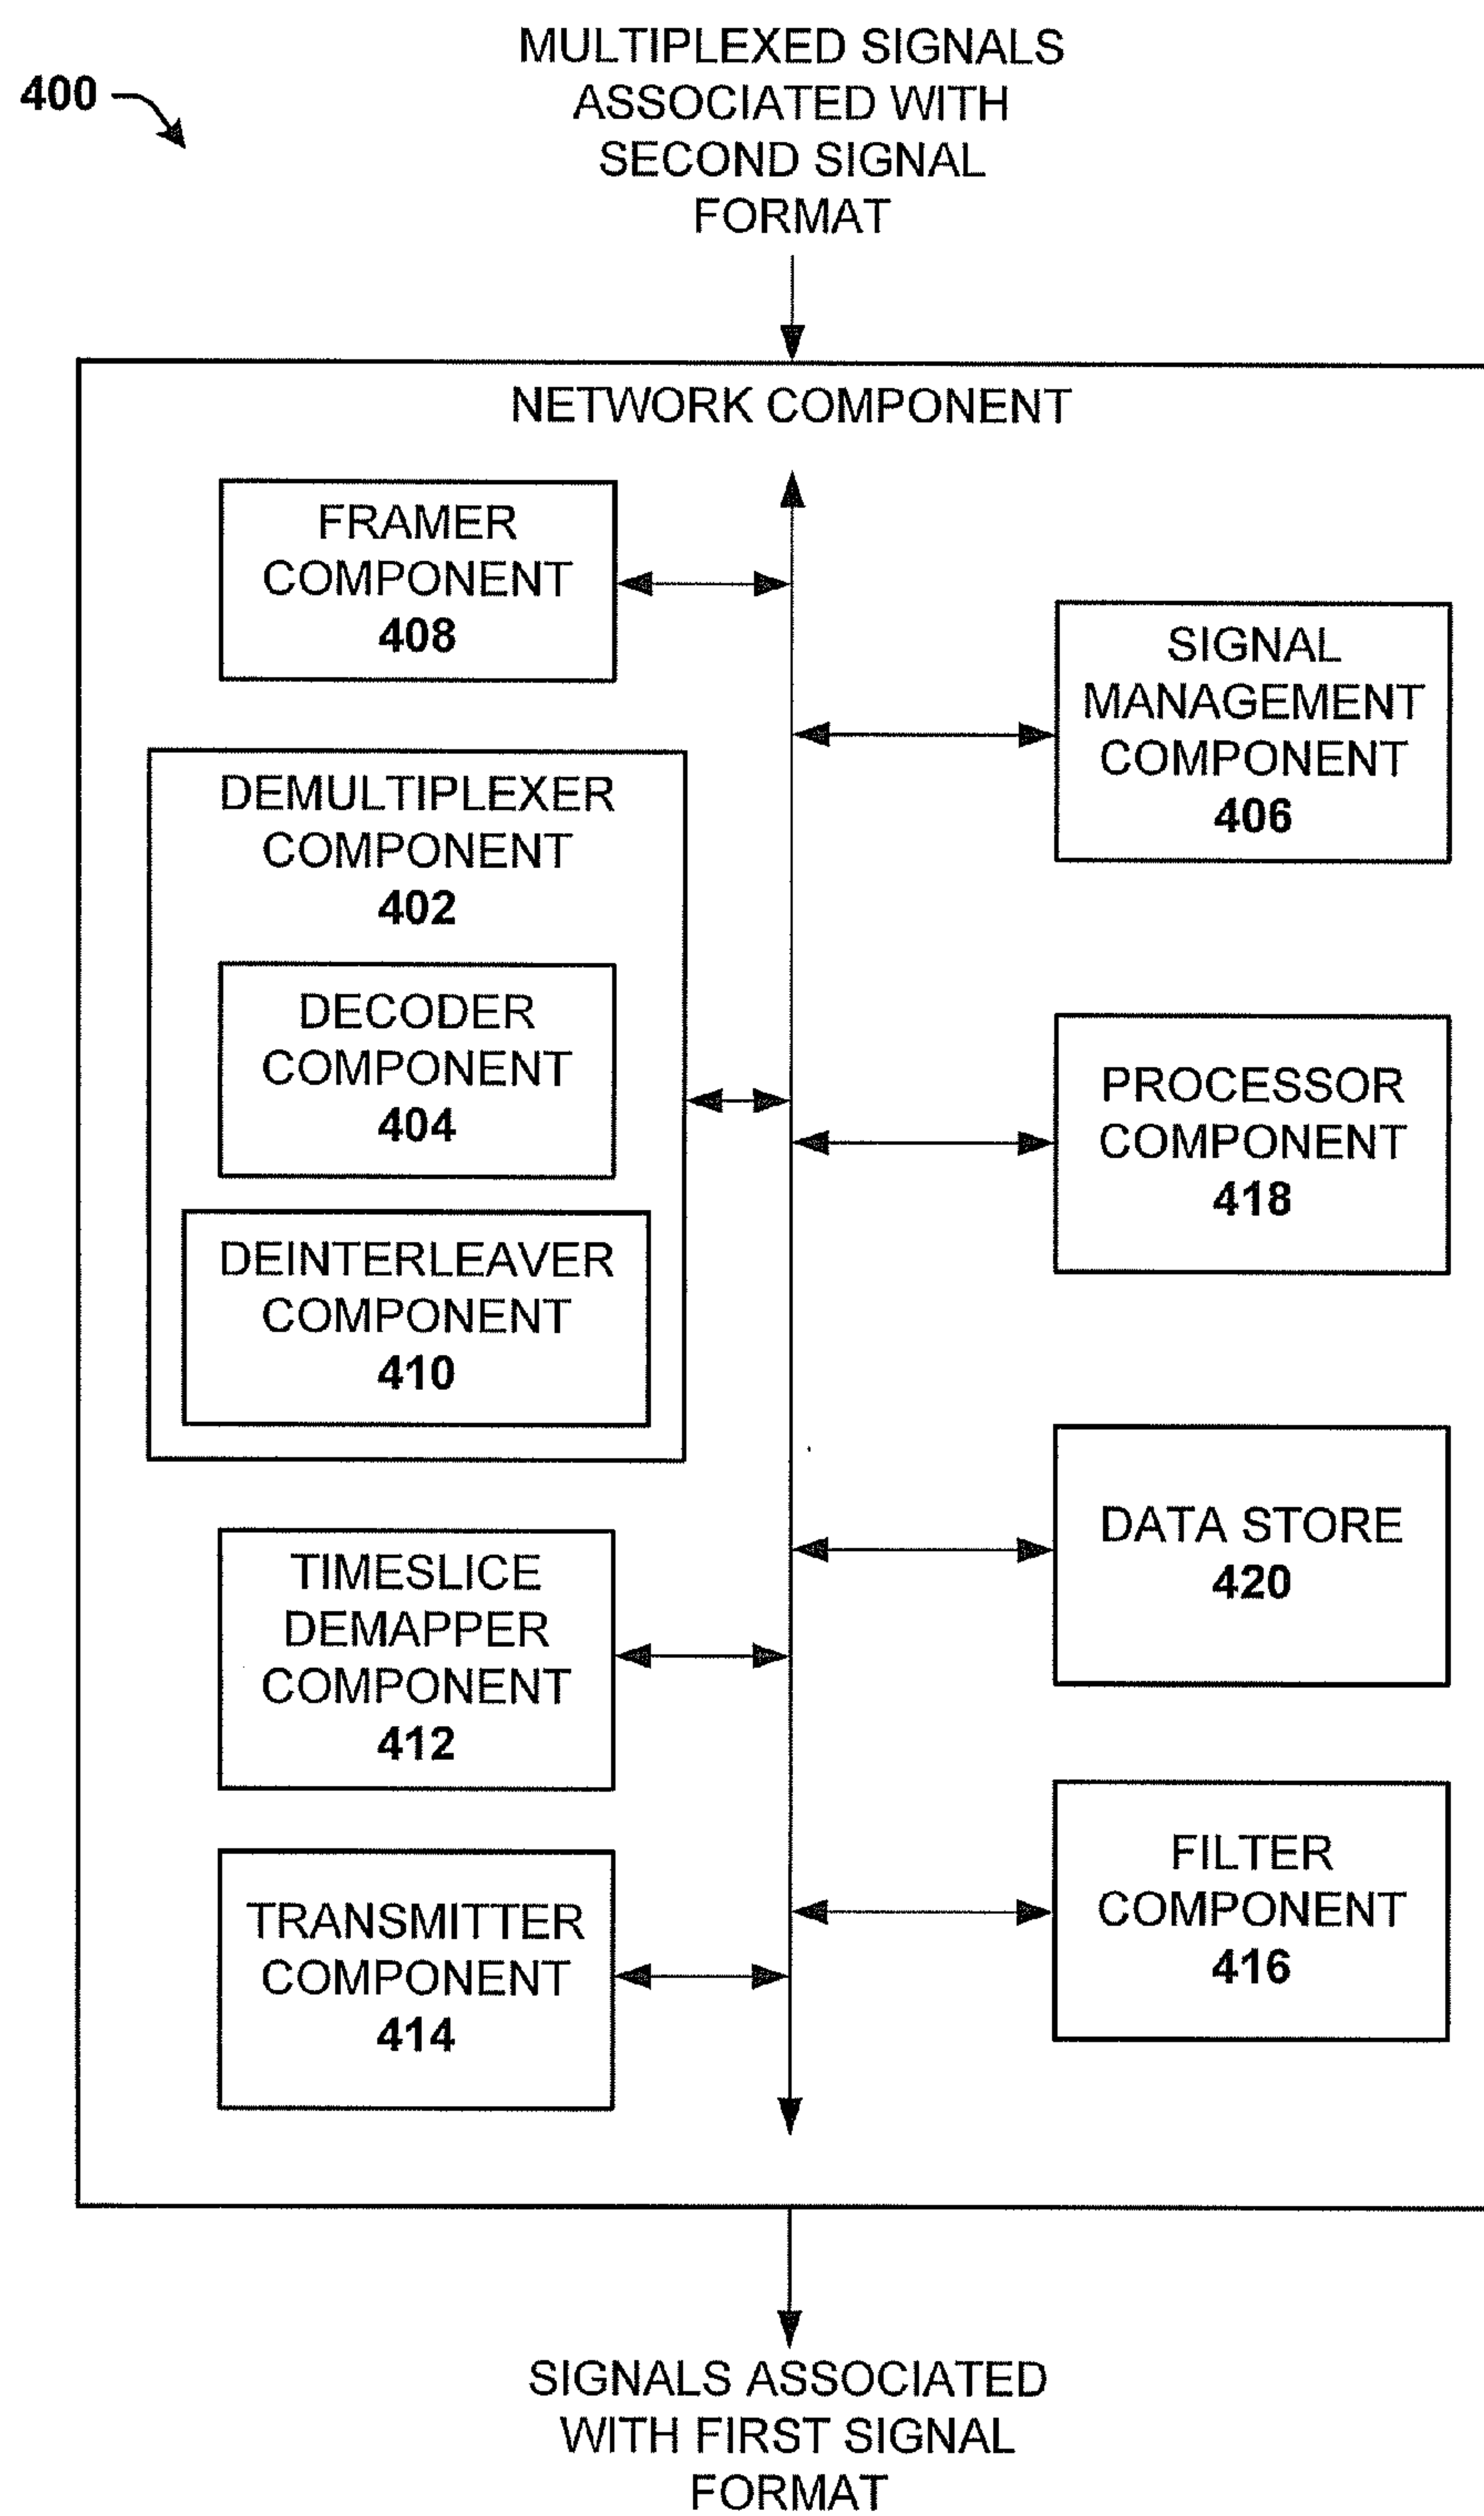 400
MULTIPLEXED SIGNALS
ASSOCIATED WITH
SECOND SIGNAL
FORMAT
NETWORK COMPONENT
FRAMER
COMPONENT
408
SIGNAL
MANAGEMENT
COMPONENT
406
DEMULTIPLEXER
COMPONENT
402
DECODER
COMPONENT
404
DEINTERLEAVER
COMPONENT
410
PROCESSOR
COMPONENT
418
DATA STORE
420
TIMESLICE
DEMAPPER
COMPONENT
412
TRANSMITTER
COMPONENT
414
FILTER
COMPONENT
416
SIGNALS ASSOCIATED
WITH FIRST SIGNAL
FORMAT